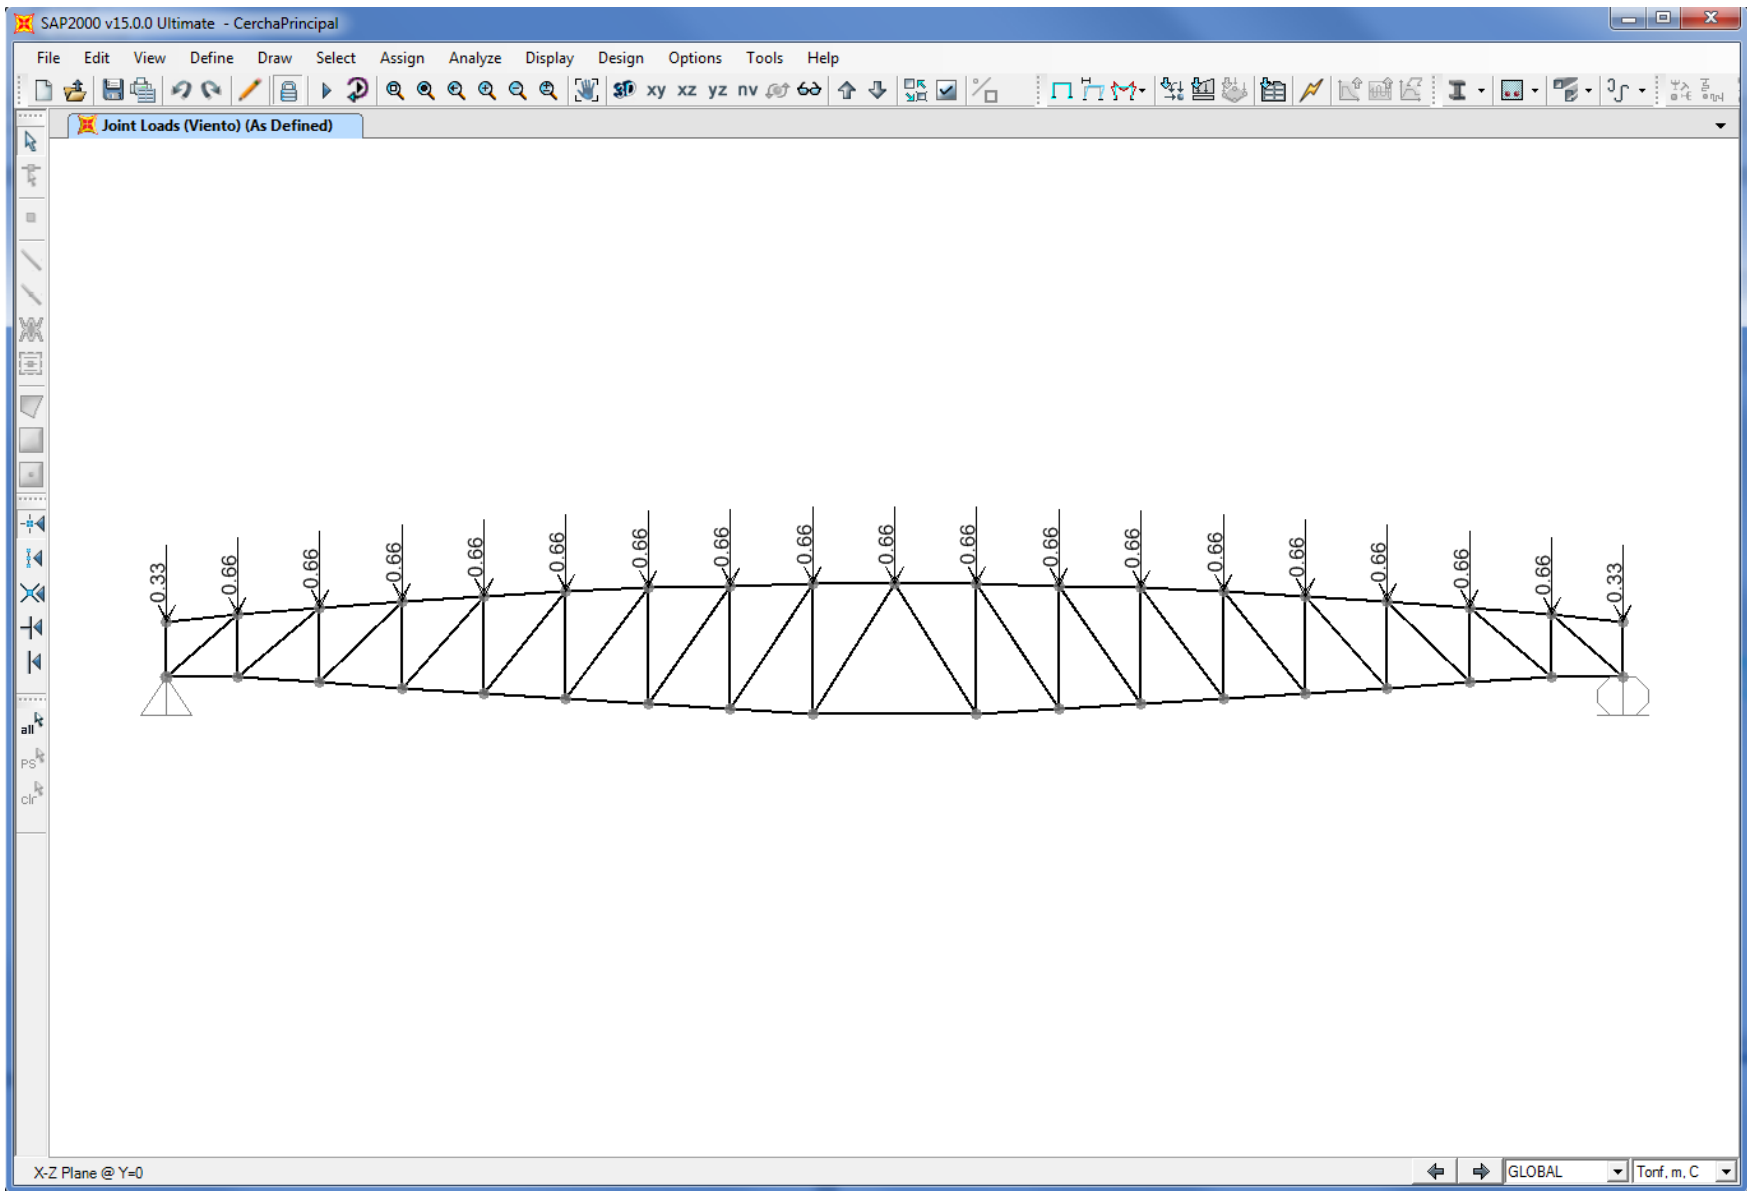 SAP2000 v15.0.0 Ultimate - CerchaPrincipal
File Edit View Define Draw Select Assign Analyze Display Design Options Tools Help
3D xy xz yz nv
Joint Loads (Viento) (As Defined)
all
PS
clr
0.33 0.66 0.66 0.66 0.66 0.66 0.66 0.66 0.66 0.66 0.66 0.66 0.66 0.66 0.66 0.66 0.66 0.66 0.33
X-Z Plane @ Y=0
GLOBAL
Tonf, m, C